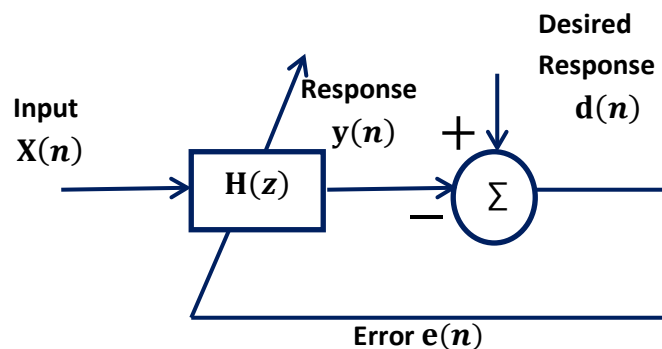 Desired
Response
d(n)
Input
X(n)
Response
y(n)
+
H(z)
−
Σ
Error e(n)